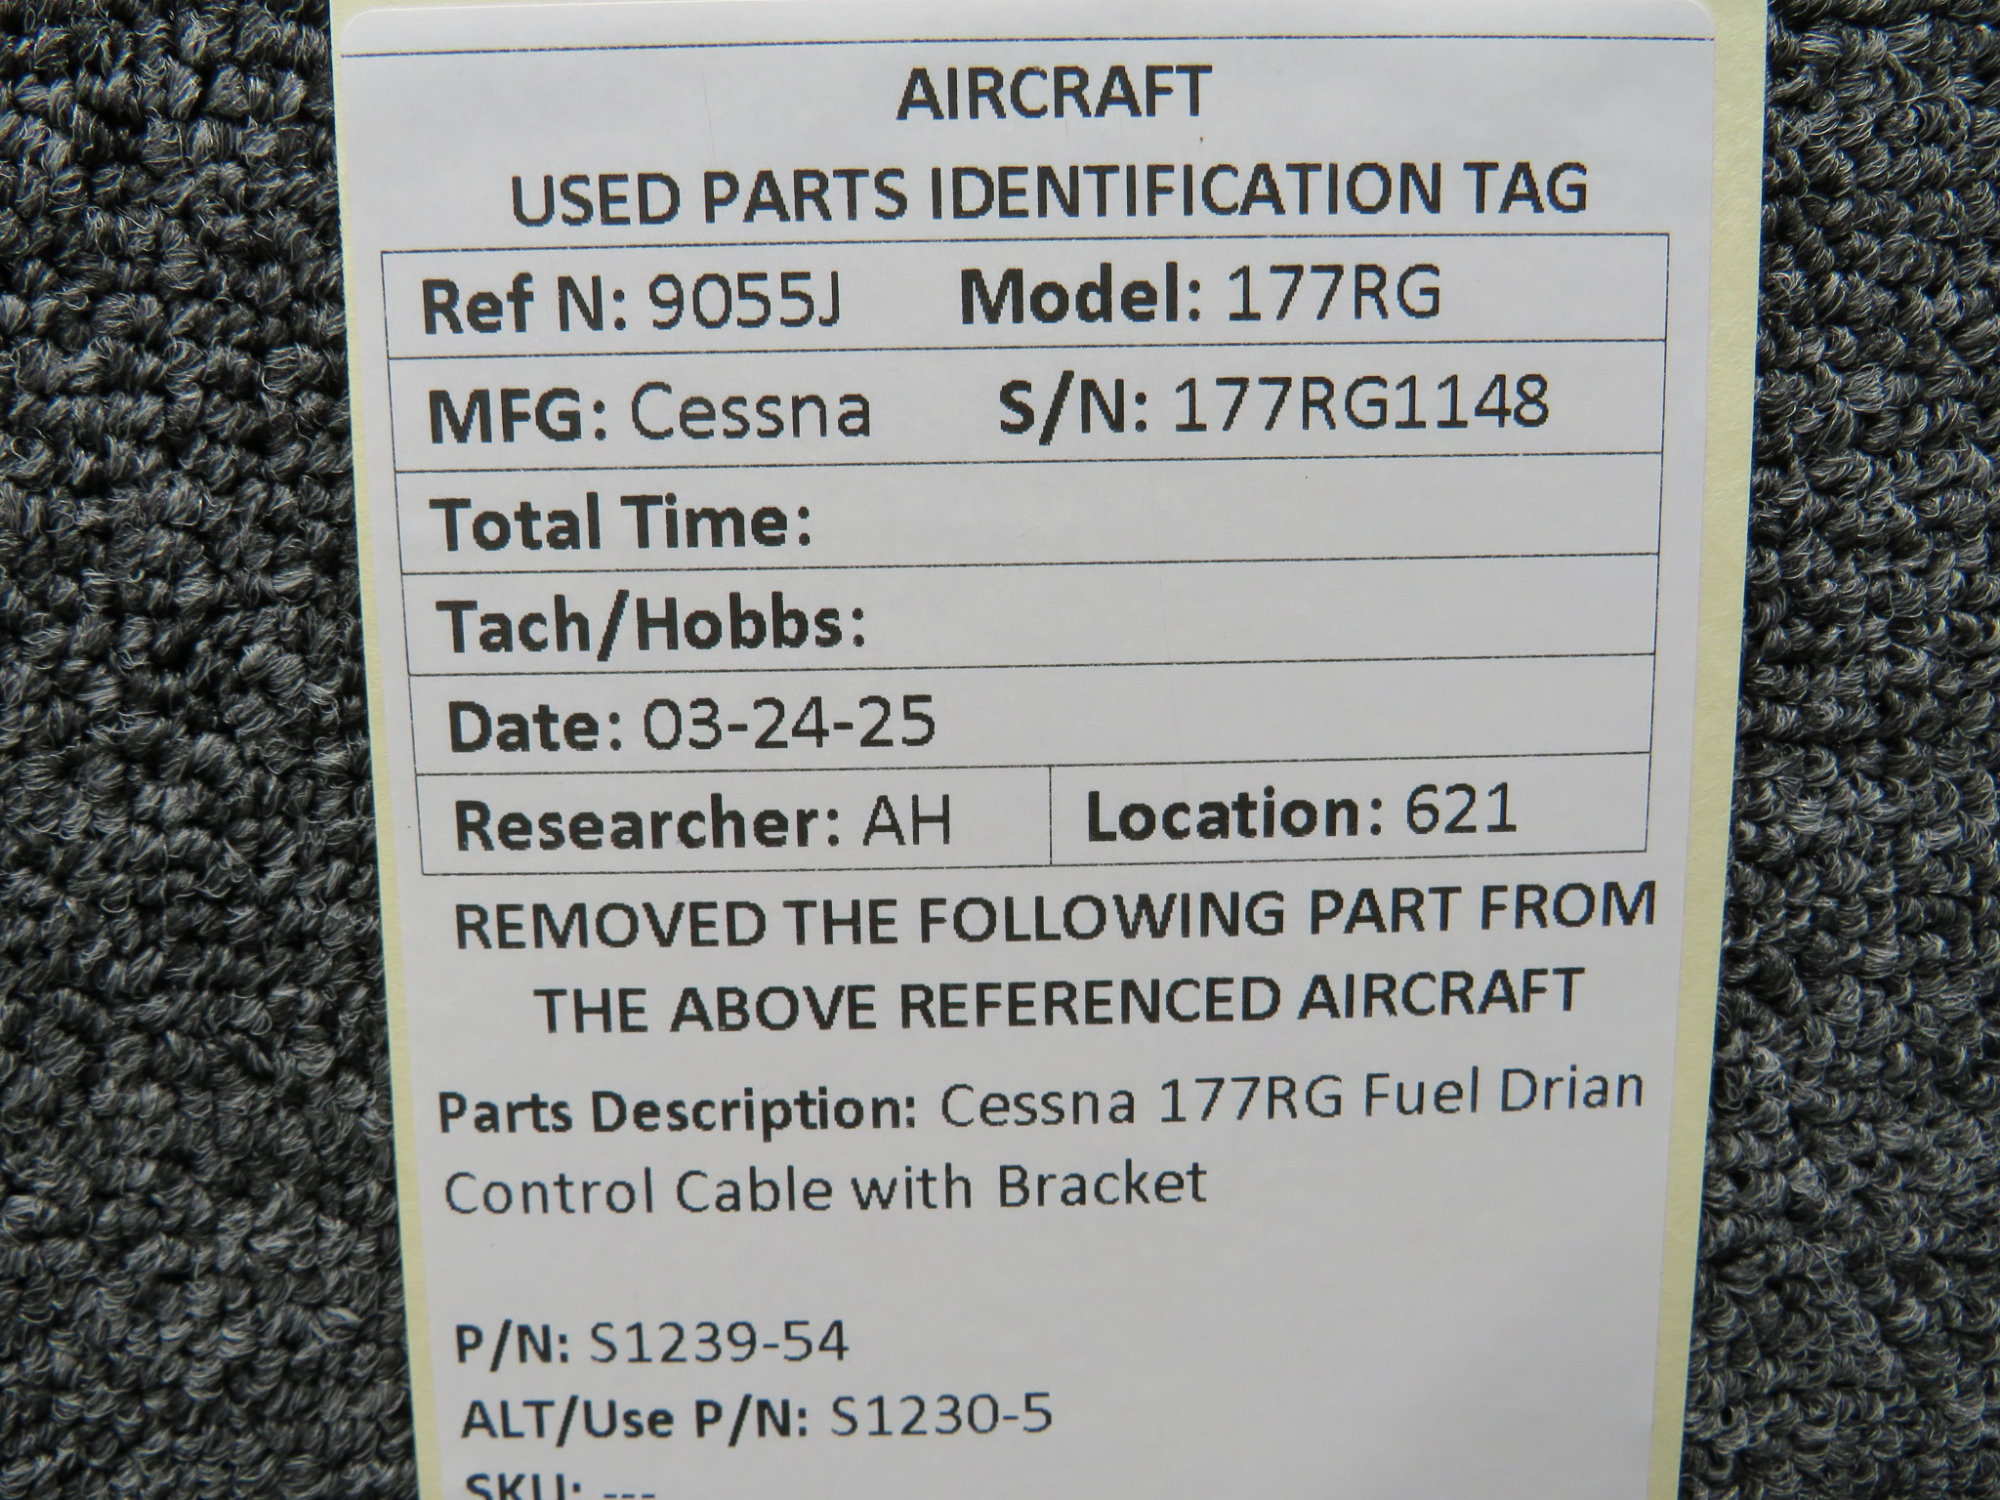 AIRCRAFT
USED PARTS IDENTIFICATION TAG
Ref N: 9055J Model: 177RG
MFG: Cessna S/N: 177RG1148
Total Time:
Tach/Hobbs:
Date: 03-24-25
Researcher: AH Location: 621
REMOVED THE FOLLOWING PART FROM
THE ABOVE REFERENCED AIRCRAFT
Parts Description: Cessna 177RG Fuel Drian
Control Cable with Bracket
P/N: S1239-54
ALT/Use P/N: S1230-5
SKU: ---